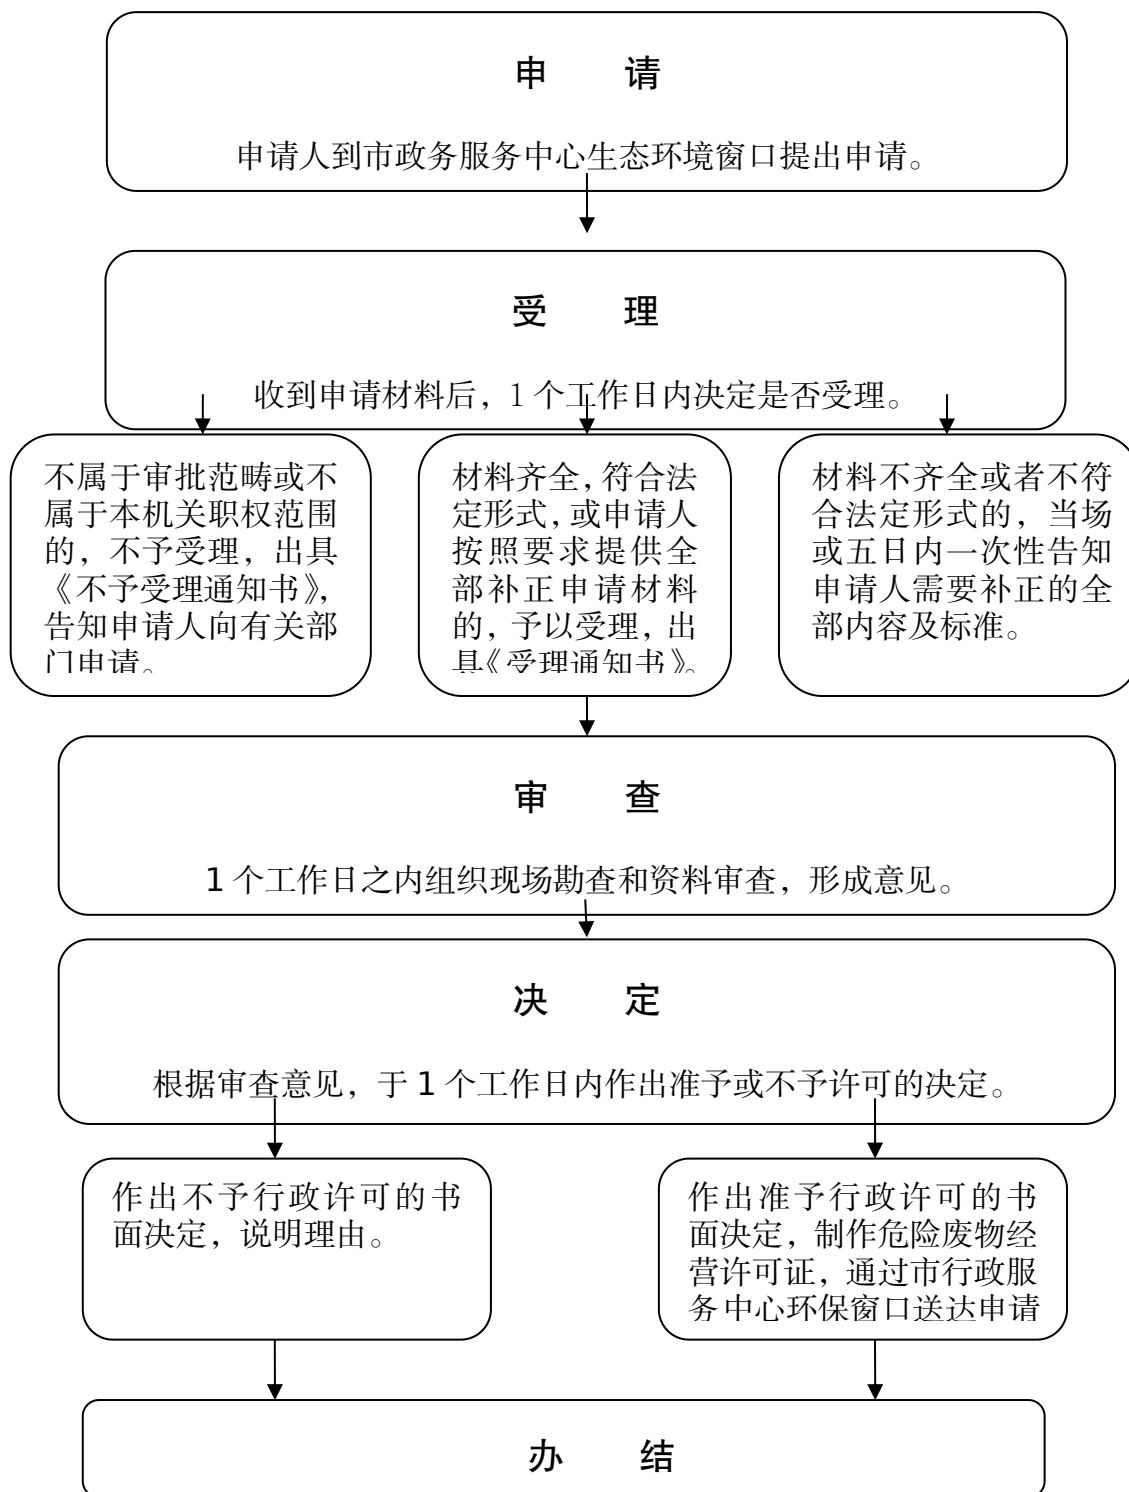 申 请
申请人到市政务服务中心生态环境窗口提出申请。
受 理
收到申请材料后，1 个工作日内决定是否受理。
不属于审批范畴或不
属于本机关职权范围
的，不予受理，出具
《不予受理通知书》，
告知申请人向有关部
门申请。
材料齐全，符合法
定形式，或申请人
按照要求提供全
部补正申请材料
的，予以受理，出
具《受理通知书》。
材料不齐全或者不符
合法定形式的，当场
或五日内一次性告知
申请人需要补正的全
部内容及标准。
审 查
1 个工作日之内组织现场勘查和资料审查，形成意见。
决 定
根据审查意见，于 1 个工作日内作出准予或不予许可的决定。
作出不予行政许可的书
面决定，说明理由。
作出准予行政许可的书
面决定，制作危险废物经
营许可证，通过市行政服
务中心环保窗口送达申请
办 结